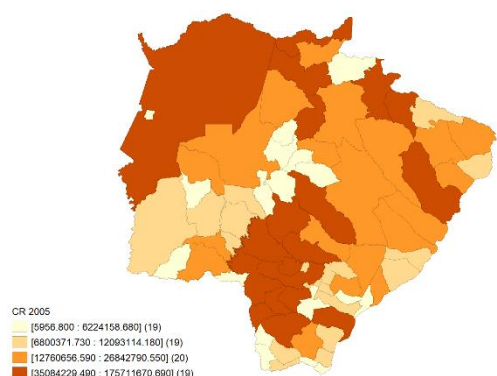 CR 2005
[5956.800 : 6224158.680] (19)
[6800371.730 : 12093114.180] (19)
[12760656.590 : 26842790.550] (20)
[35084229.490 : 175711670.690] (19)